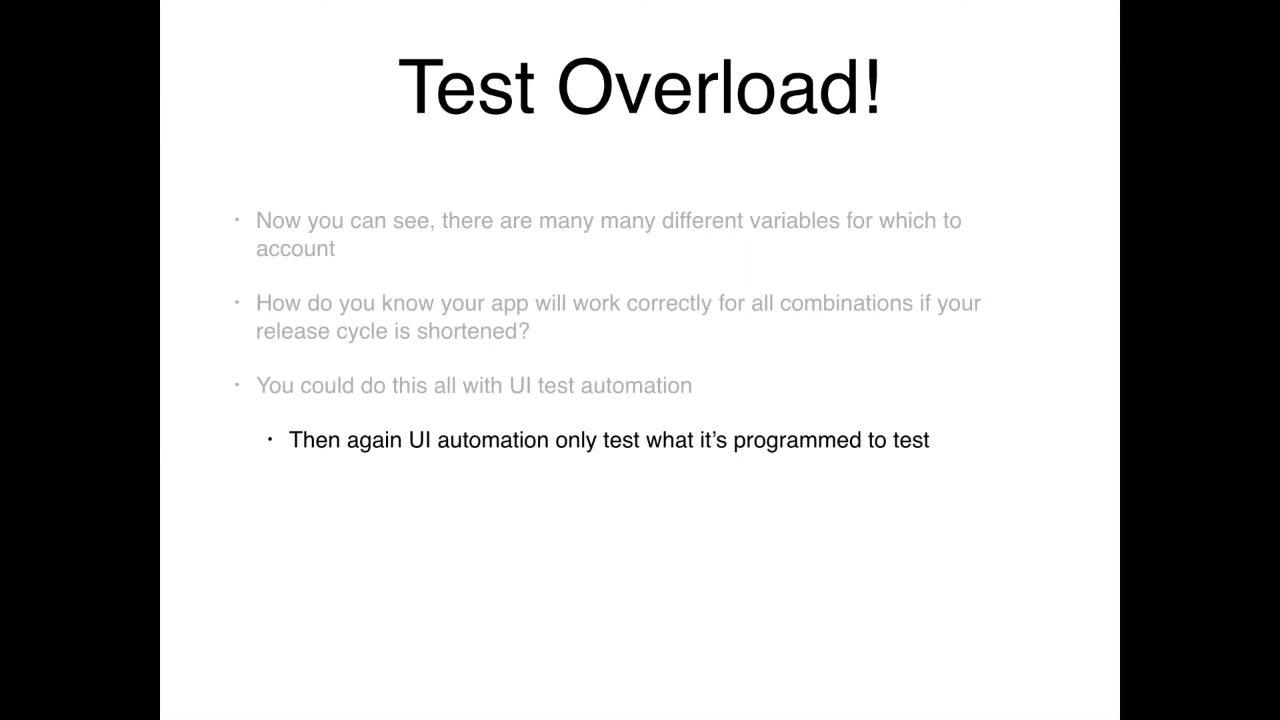 Test Overload!
• Now you can see, there are many many different variables for which to
account
• How do you know your app will work correctly for all combinations if your
release cycle is shortened?
• You could do this all with UI test automation
• Then again UI automation only test what it’s programmed to test